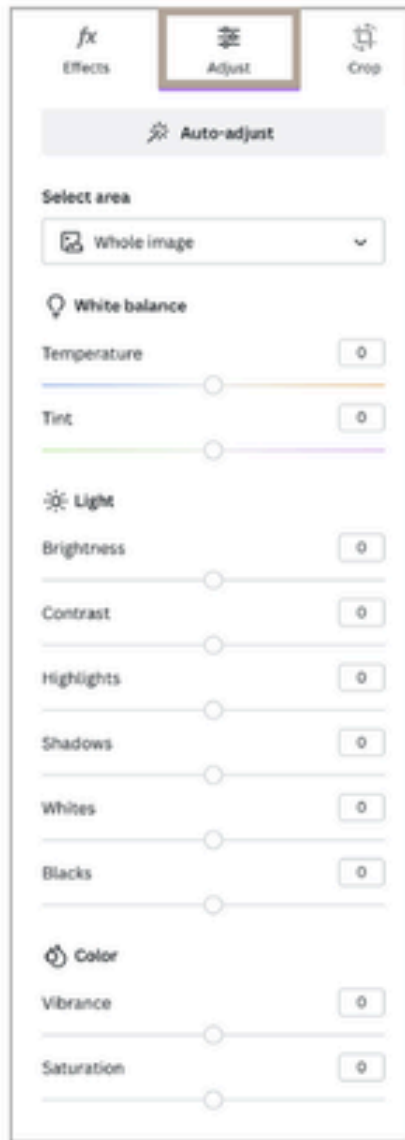 fx
Effects Adjust Crop
Auto-adjust
Select area
Whole image
White balance
Temperature 0
Tint 0
Light
Brightness 0
Contrast 0
Highlights 0
Shadows 0
Whites 0
Blacks 0
Color
Vibrance 0
Saturation 0